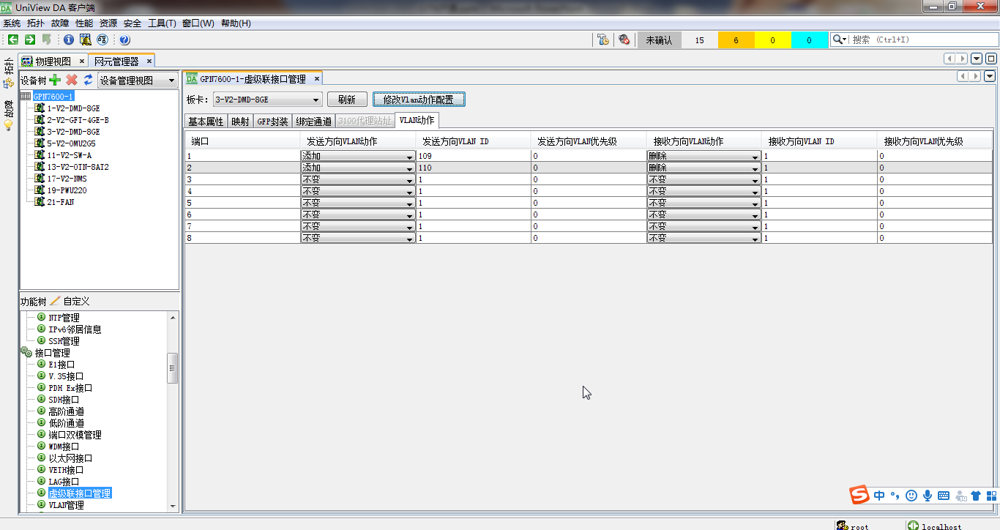 DA UniView DA 客户端
系统 拓扑 故障 性能 资源 安全 工具(T) 窗口(W) 帮助(H)
未确认 15 6 0 0 搜索 (Ctrl+I)
拓扑
故障
物理视图 × 网元管理器 ×
设备树 设备管理视图
GPN7600-1
1-V2-DMD-8GE
2-V2-GFT-4GE-B
3-V2-DMD-8GE
5-V2-OMU2G5
11-V2-SW-A
13-V2-OTN-8AT2
17-V2-NMS
19-PWU220
21-FAN
功能树 自定义
NTP管理
IPv6邻居信息
SSH管理
接口管理
E1接口
V.35接口
PDH Ex接口
SDH接口
高阶通道
低阶通道
端口双模管理
WDM接口
以太网接口
VETH接口
LAG接口
虚级联接口管理
VLAN管理
DA GPN7600-1-虚级联接口管理 ×
板卡: 3-V2-DMD-8GE 刷新 修改Vlan动作配置
基本属性 映射 GFP封装 绑定通道 3100代理站址 VLAN动作
端口 发送方向VLAN动作 发送方向VLAN ID 发送方向VLAN优先级 接收方向VLAN动作 接收方向VLAN ID 接收方向VLAN优先级
1 添加 109 0 删除 1 0
2 添加 110 0 删除 1 0
3 不变 1 0 不变 1 0
4 不变 1 0 不变 1 0
5 不变 1 0 不变 1 0
6 不变 1 0 不变 1 0
7 不变 1 0 不变 1 0
8 不变 1 0 不变 1 0
S 中
root localhost